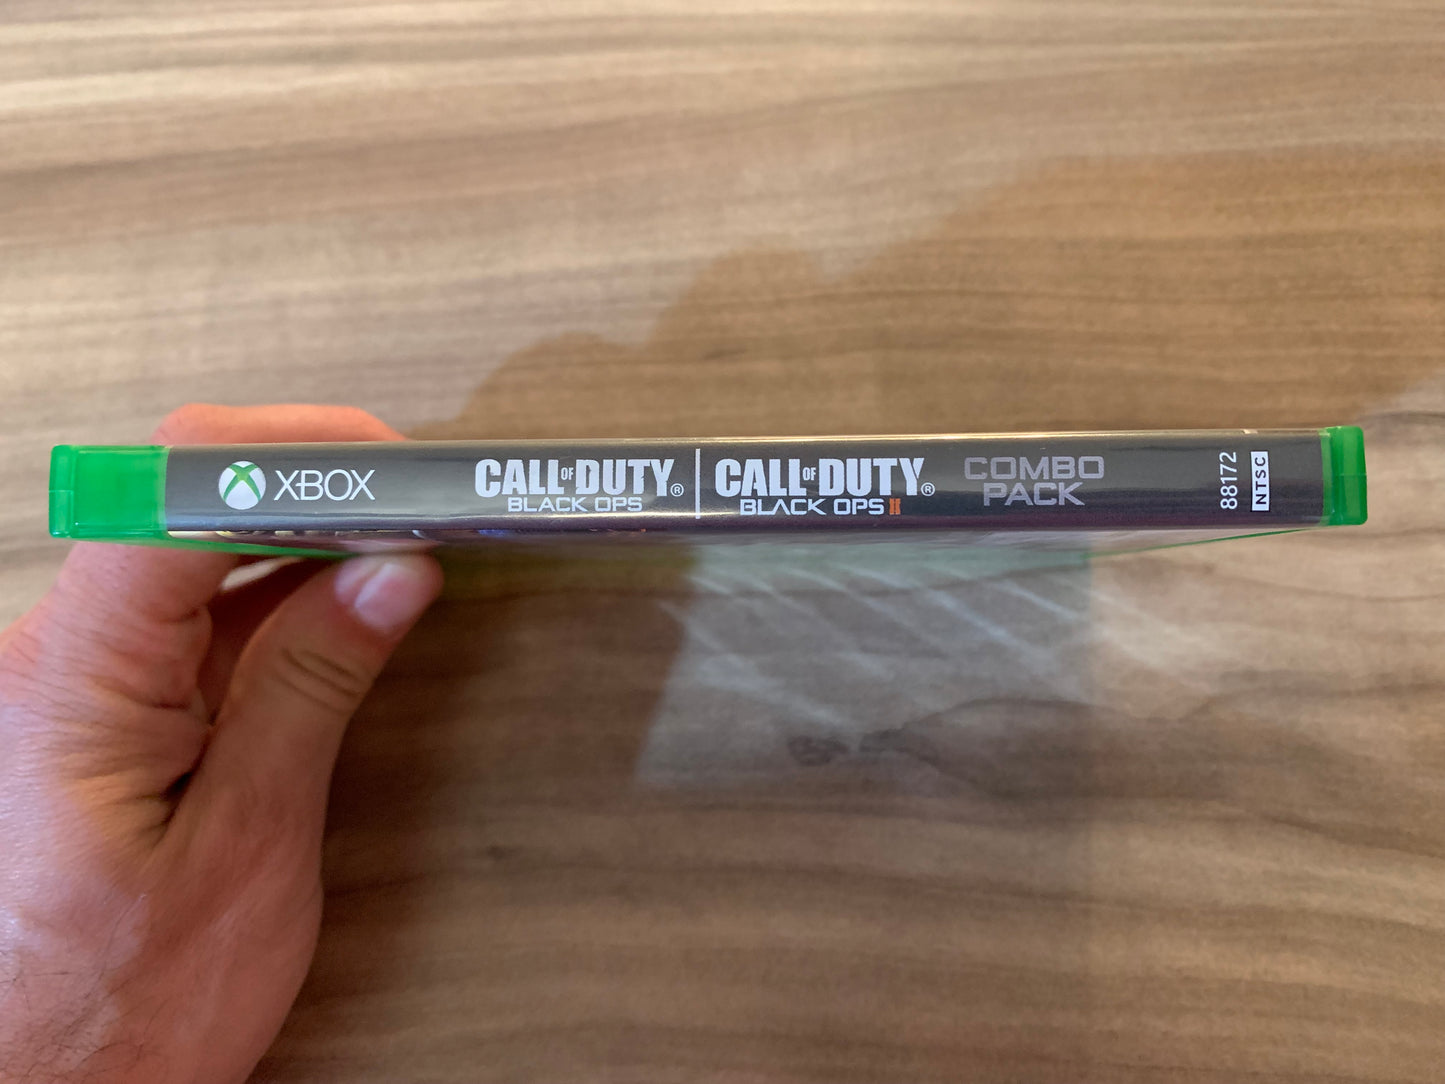 XBOX
CALL OF DUTY®
BLACK OPS
CALL OF DUTY®
BLACK OPS II
COMBO
PACK
88172
NTSC